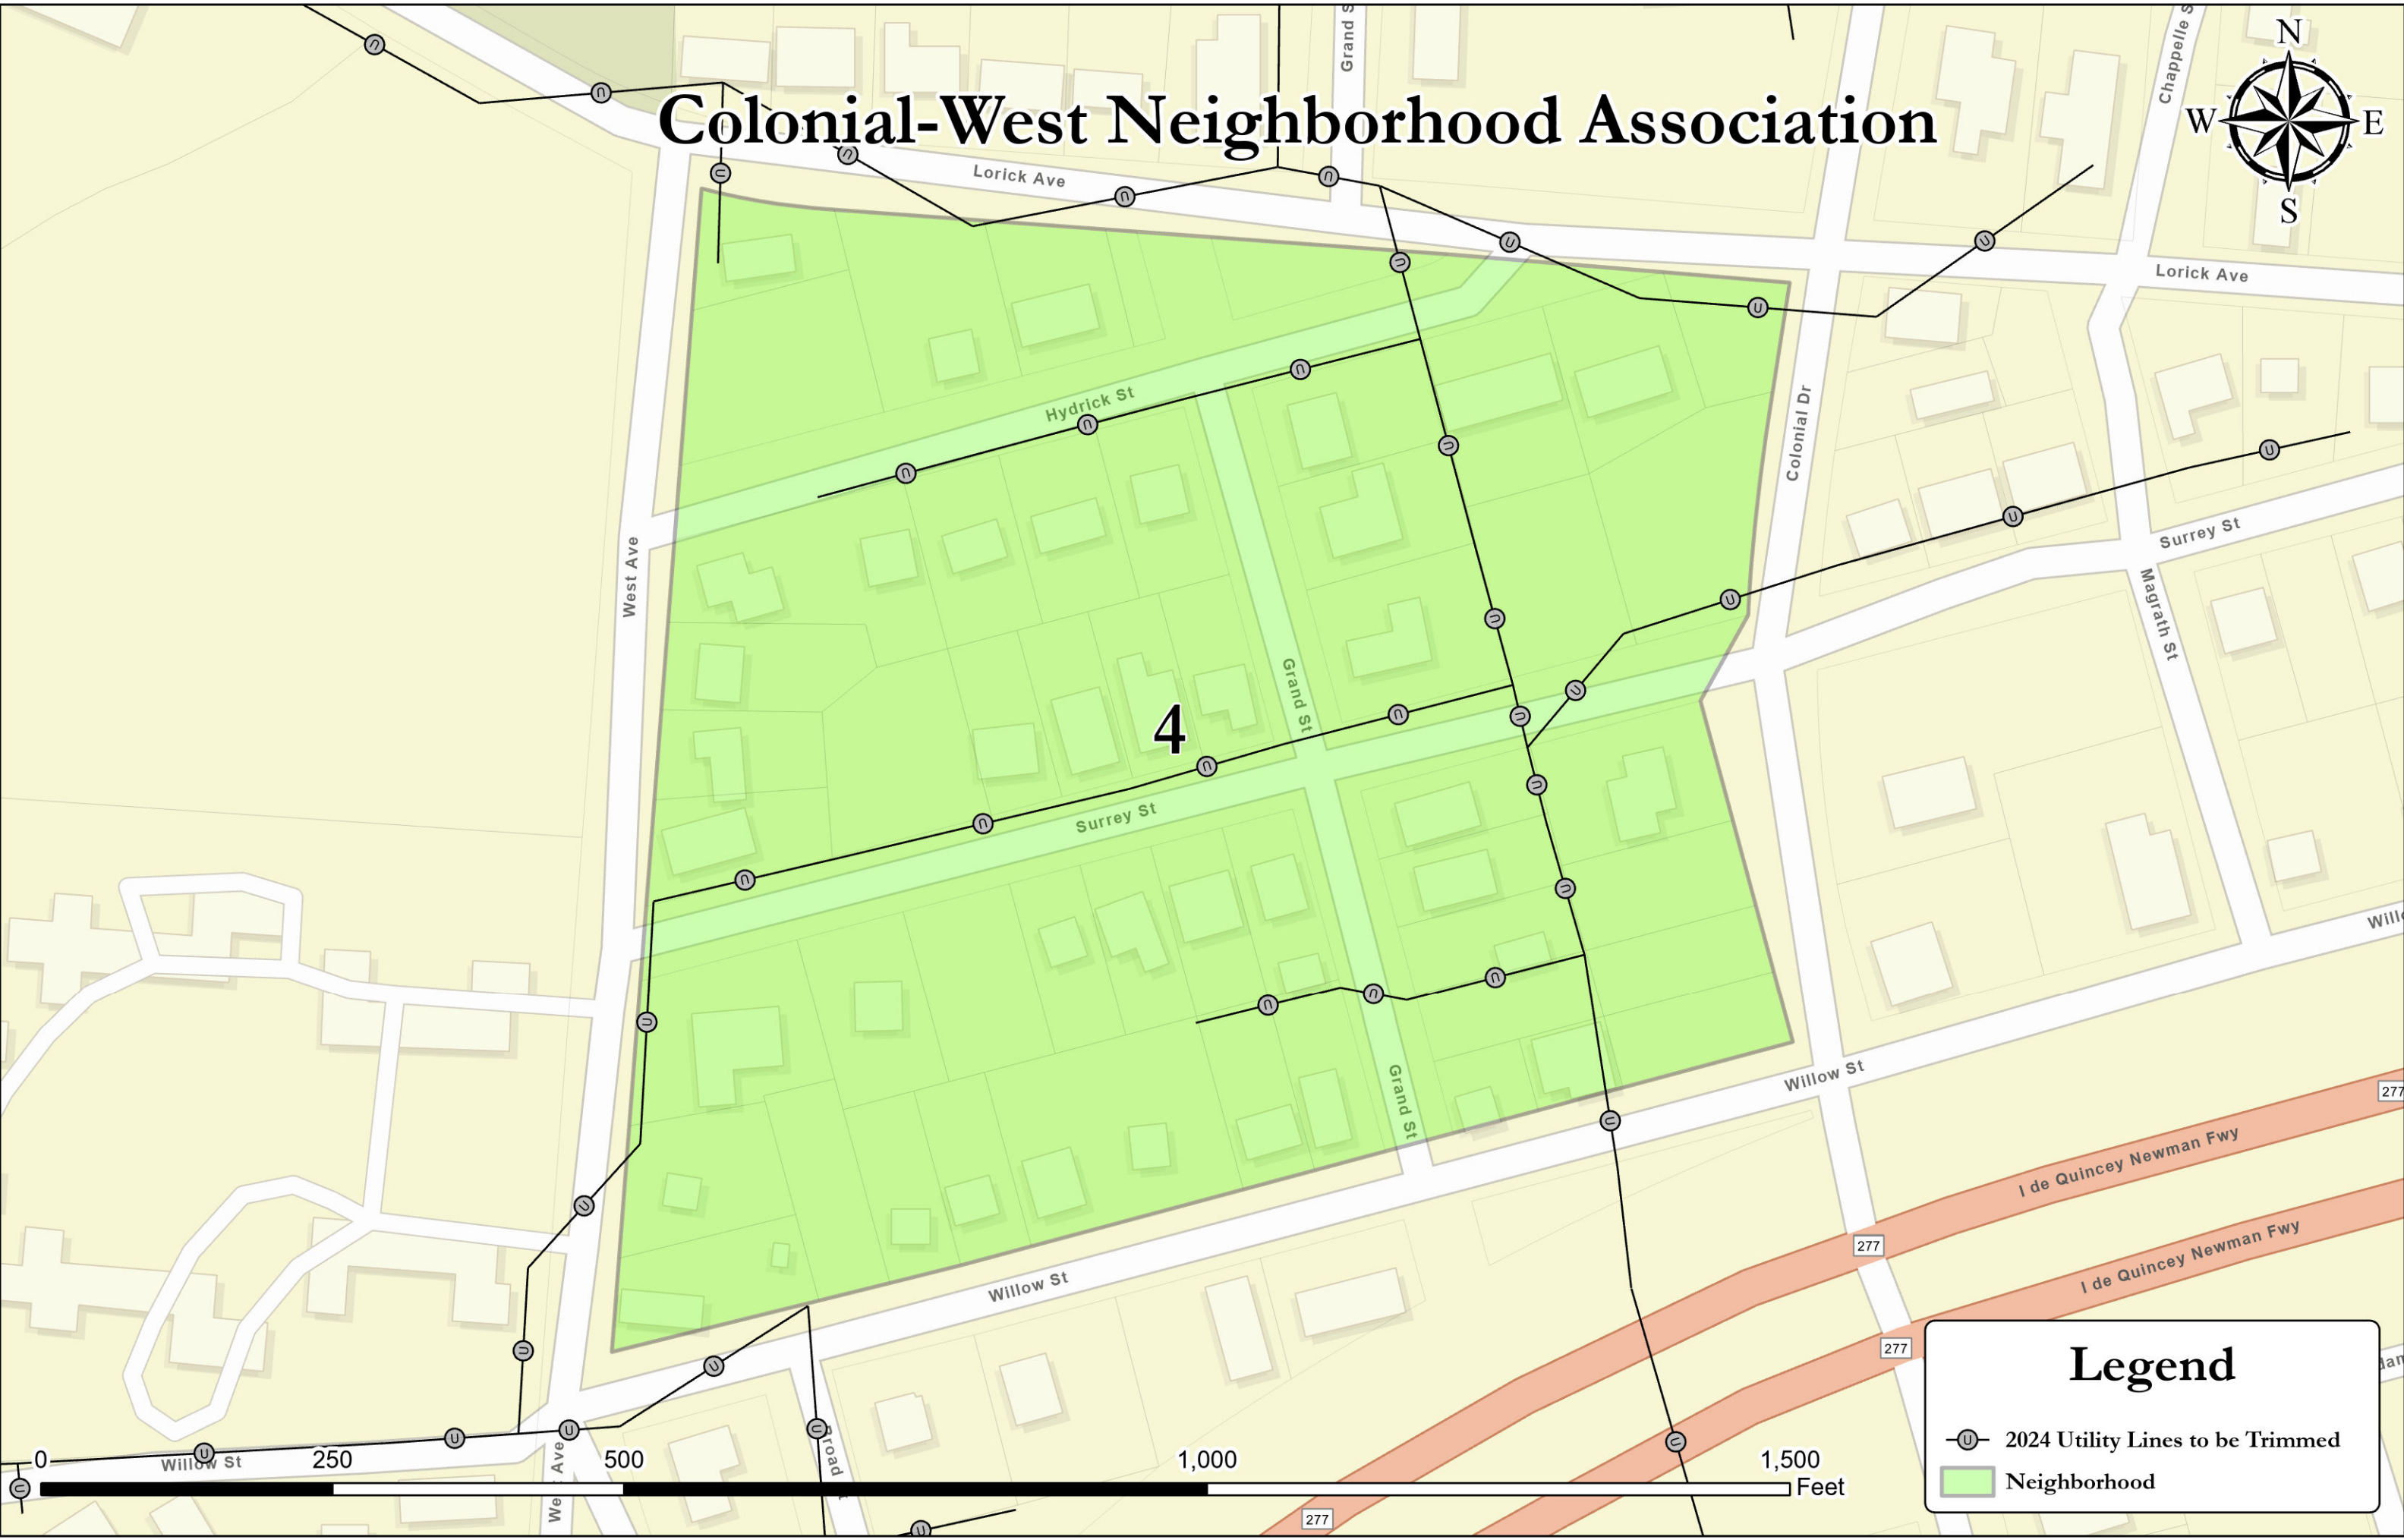 Grand S
Chappelle S
N
W E
S
Colonial-West Neighborhood Association
Lorick Ave
Lorick Ave
Hydrick St
Colonial Dr
West Ave
Surrey St
Magrath St
Grand St
4
Surrey St
Willo
Grand St
Willow St
277
I de Quincey Newman Fwy
277
I de Quincey Newman Fwy
Willow St
277
Legend
2024 Utility Lines to be Trimmed
Neighborhood
Broad
West Ave
Willow St
0 250 500 1,000 1,500
Feet
277